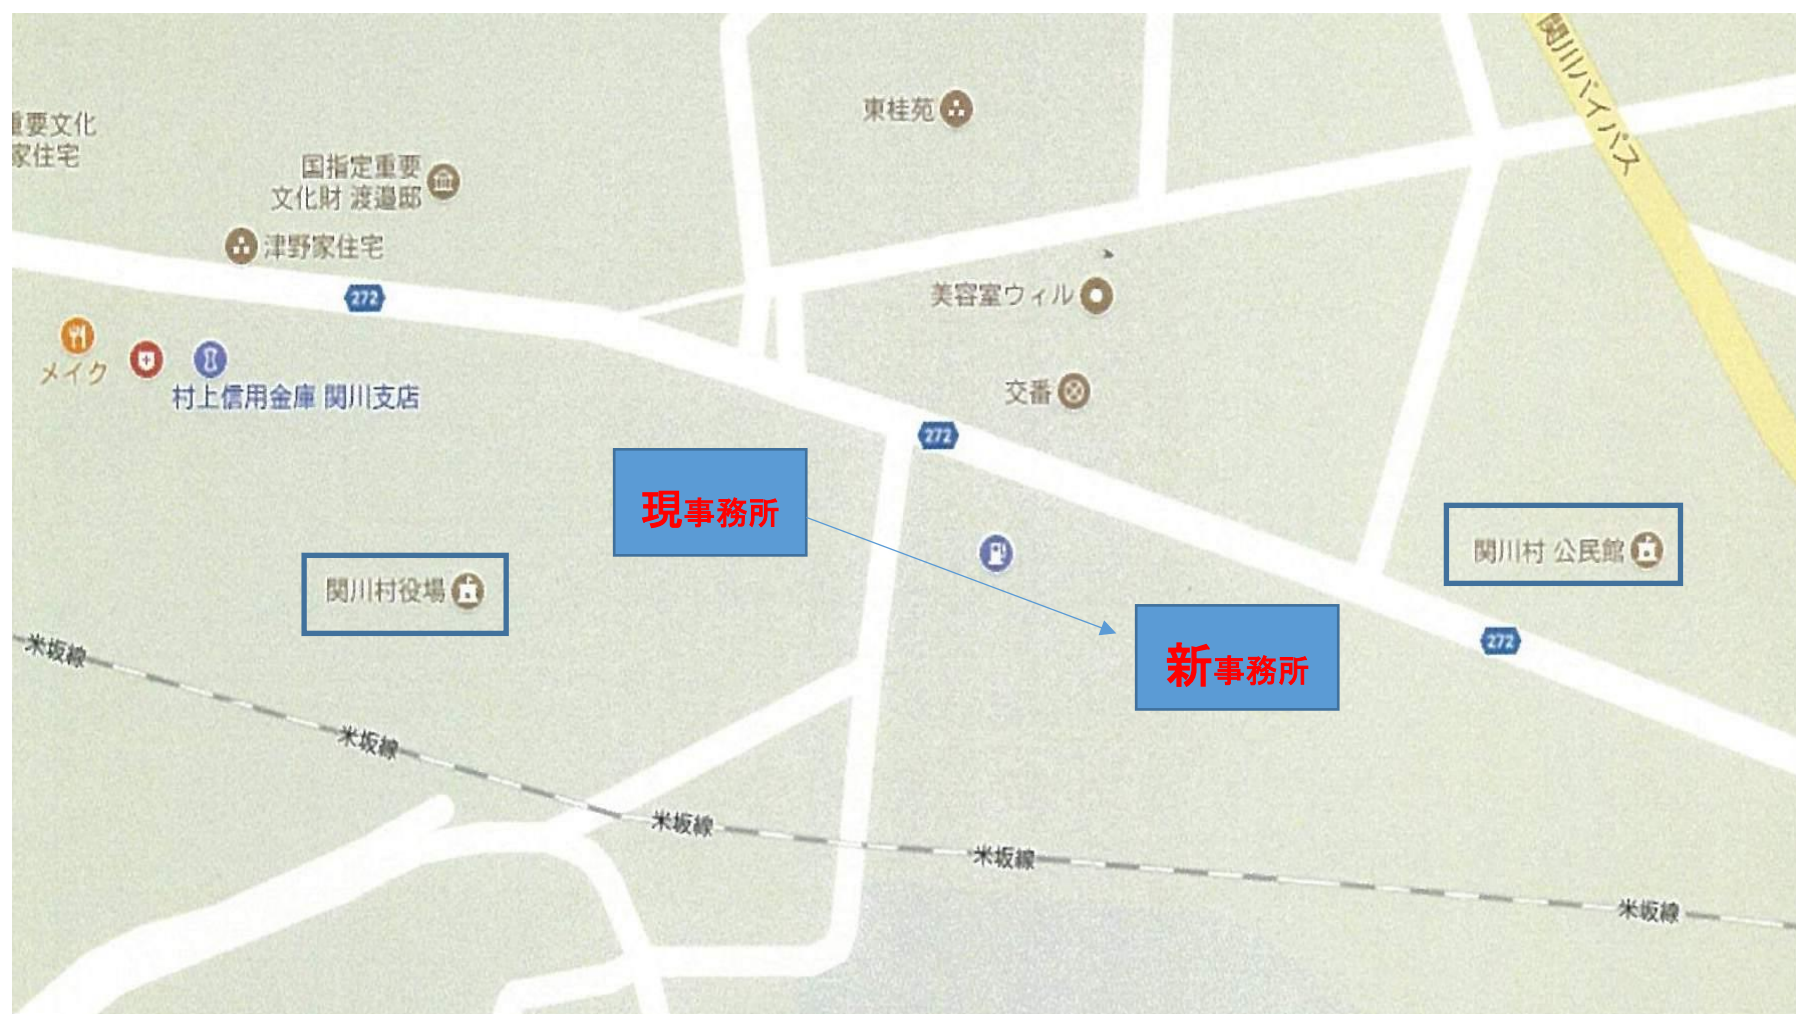 関川バイパス
東桂苑
重要文化
家住宅
国指定重要
文化財 渡邉邸
津野家住宅
272
美容室ウィル
メイク
村上信用金庫 関川支店
交番
272
現事務所
関川村 公民館
関川村役場
272
新事務所
米坂線
米坂線
米坂線
米坂線
米坂線